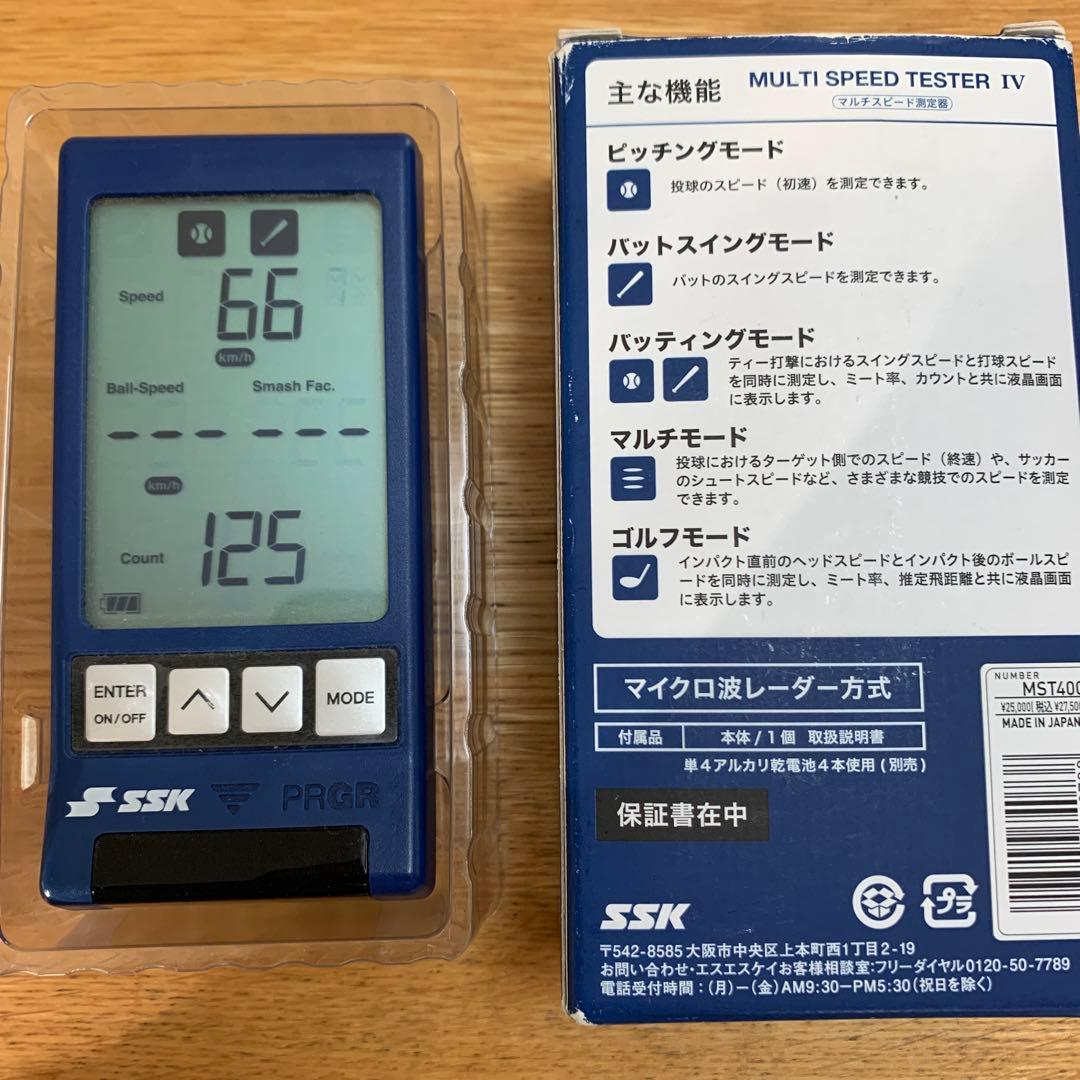 Speed
66
km/h
Ball-Speed
Smash Fac.
--- ---
km/h
Count
125
ENTER
ON/OFF
MODE
SSK
PRGR
主な機能
MULTI SPEED TESTER IV
マルチスピード測定器
ピッチングモード
投球のスピード（初速）を測定できます。
バットスイングモード
バットのスイングスピードを測定できます。
バッティングモード
ティー打撃におけるスイングスピードと打球スピード
を同時に測定し、ミート率、カウントと共に液晶画面
に表示します。
マルチモード
投球におけるターゲット側でのスピード（終速）や、サッカー
のシュートスピードなど、さまざまな競技でのスピードを測定
できます。
ゴルフモード
インパクト直前のヘッドスピードとインパクト後のボールスピ
ードを同時に測定し、ミート率、推定飛距離と共に液晶画面
に表示します。
マイクロ波レーダー方式
付属品 本体/1個 取扱説明書
単4アルカリ乾電池4本使用(別売)
保証書在中
NUMBER
MST400
¥25,000(税込¥27,500
MADE IN JAPAN
プラ
SSK
〒542-8585 大阪市中央区上本町西1丁目2-19
お問い合わせ・エスエスケイお客様相談室:フリーダイヤル0120-50-7789
電話受付時間:(月)－(金)AM9:30－PM5:30(祝日を除く)